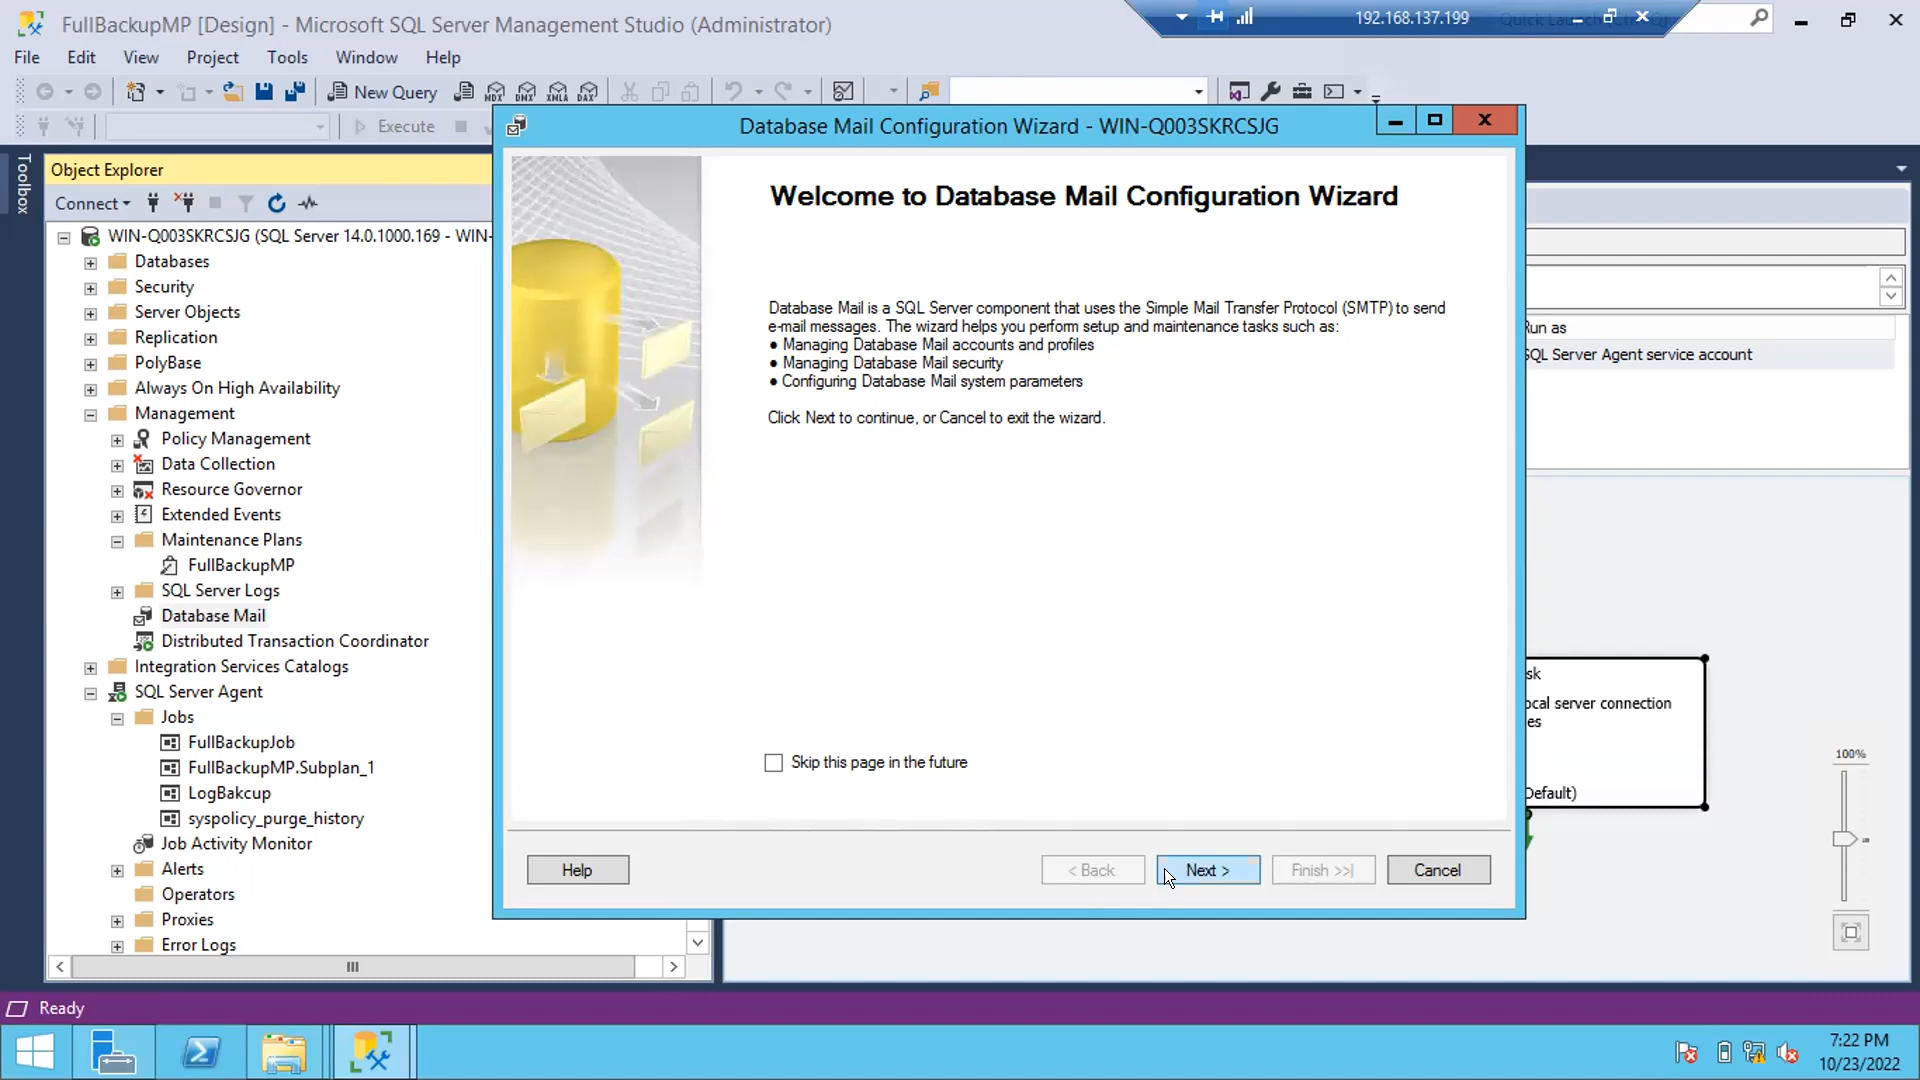 FullBackupMP [Design] - Microsoft SQL Server Management Studio (Administrator)
192.168.137.199
Quick Launch (Ctrl+Q)
File Edit View Project Tools Window Help
New Query
MDX DMX XMLA DAX
Execute
Toolbox
Object Explorer
Connect
WIN-Q003SKRCSJG (SQL Server 14.0.1000.169 - WIN-
Databases
Security
Server Objects
Replication
PolyBase
Always On High Availability
Management
Policy Management
Data Collection
Resource Governor
Extended Events
Maintenance Plans
FullBackupMP
SQL Server Logs
Database Mail
Distributed Transaction Coordinator
Integration Services Catalogs
SQL Server Agent
Jobs
FullBackupJob
FullBackupMP.Subplan_1
LogBakcup
syspolicy_purge_history
Job Activity Monitor
Alerts
Operators
Proxies
Error Logs
Database Mail Configuration Wizard - WIN-Q003SKRCSJG
Welcome to Database Mail Configuration Wizard
Database Mail is a SQL Server component that uses the Simple Mail Transfer Protocol (SMTP) to send
e-mail messages. The wizard helps you perform setup and maintenance tasks such as:
● Managing Database Mail accounts and profiles
● Managing Database Mail security
● Configuring Database Mail system parameters
Click Next to continue, or Cancel to exit the wizard.
Skip this page in the future
Help
< Back
Next >
Finish >>|
Cancel
Run as
SQL Server Agent service account
sk
ocal server connection
es
Default)
100%
Ready
7:22 PM
10/23/2022